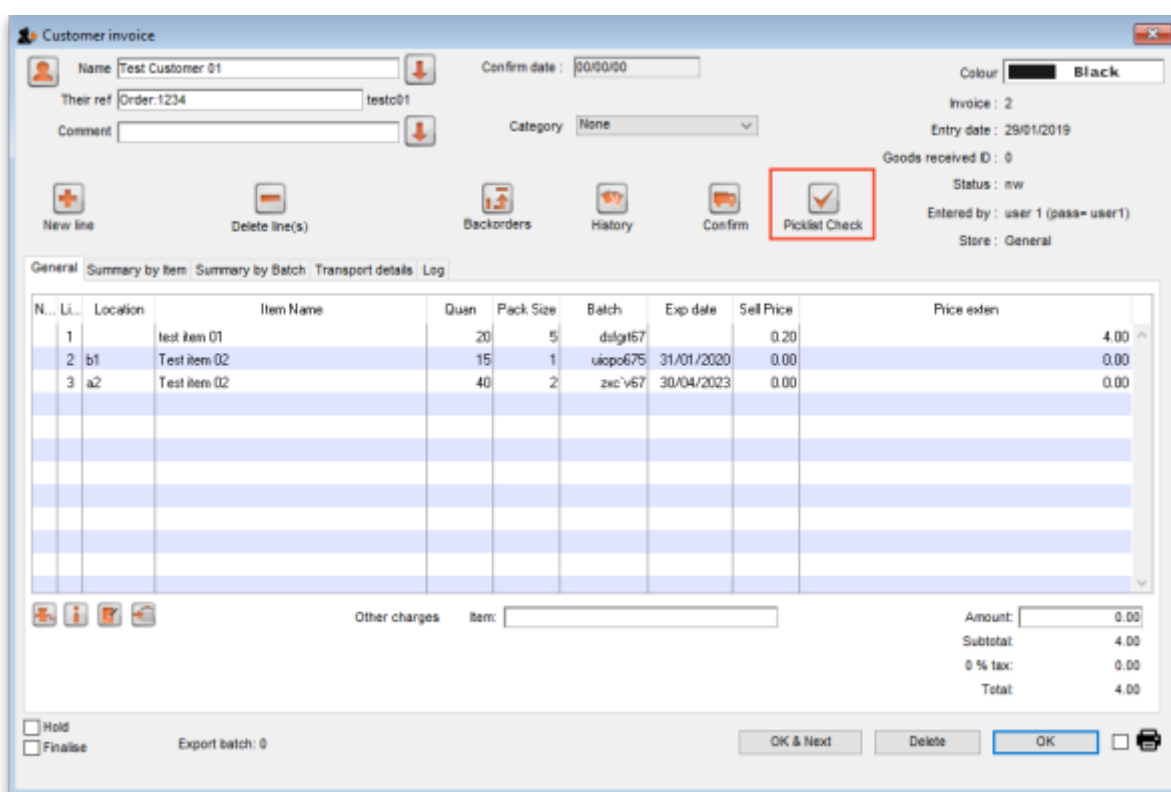 Customer invoice
Name Test Customer 01 Confirm date : 00/00/00 Colour Black
Their ref Order:1234 testc01 Invoice : 2
Comment Category None Entry date : 29/01/2019
Goods received ID : 0
Status : nw
Entered by : user 1 (pass= user1)
Store : General
New line Delete line(s) Backorders History Confirm Picklist Check
General Summary by Item Summary by Batch Transport details Log
N... Li... Location Item Name Quan Pack Size Batch Exp date Sell Price Price exten
1 test item 01 20 5 0.20 4.00
2 b1 Test item 02 15 1 uiopo675 31/01/2020 0.00 0.00
3 a2 Test item 02 40 2 zxc`v67 30/04/2023 0.00 0.00
Other charges Item: Amount: 0.00
Subtotal: 4.00
0 % tax: 0.00
Total: 4.00
Hold
Finalise Export batch: 0 OK & Next Delete OK